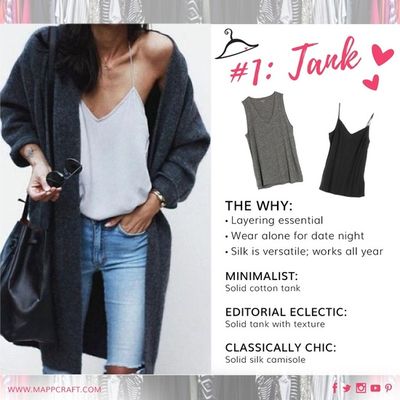 #1: Tank
THE WHY:
• Layering essential
• Wear alone for date night
• Silk is versatile; works all year
MINIMALIST:
Solid cotton tank
EDITORIAL ECLECTIC:
Solid tank with texture
CLASSICALLY CHIC:
Solid silk camisole
WWW.MAPPCRAFT.COM